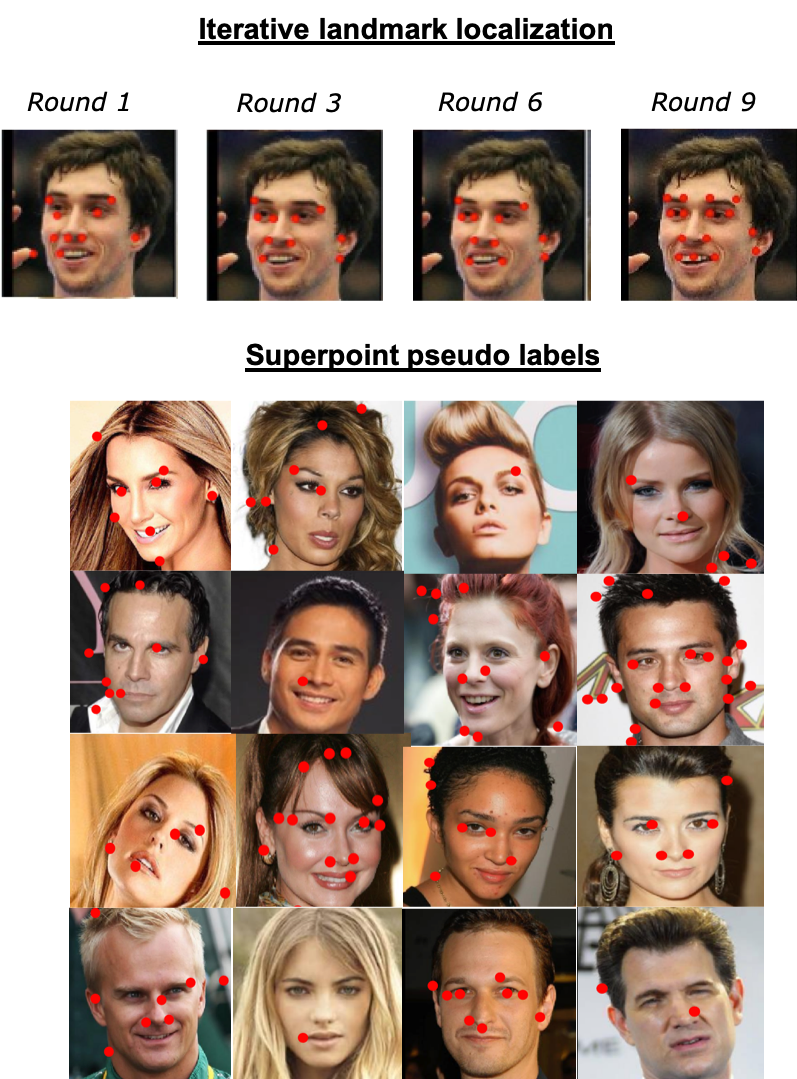 Iterative landmark localization
Round 1 Round 3 Round 6 Round 9
Superpoint pseudo labels